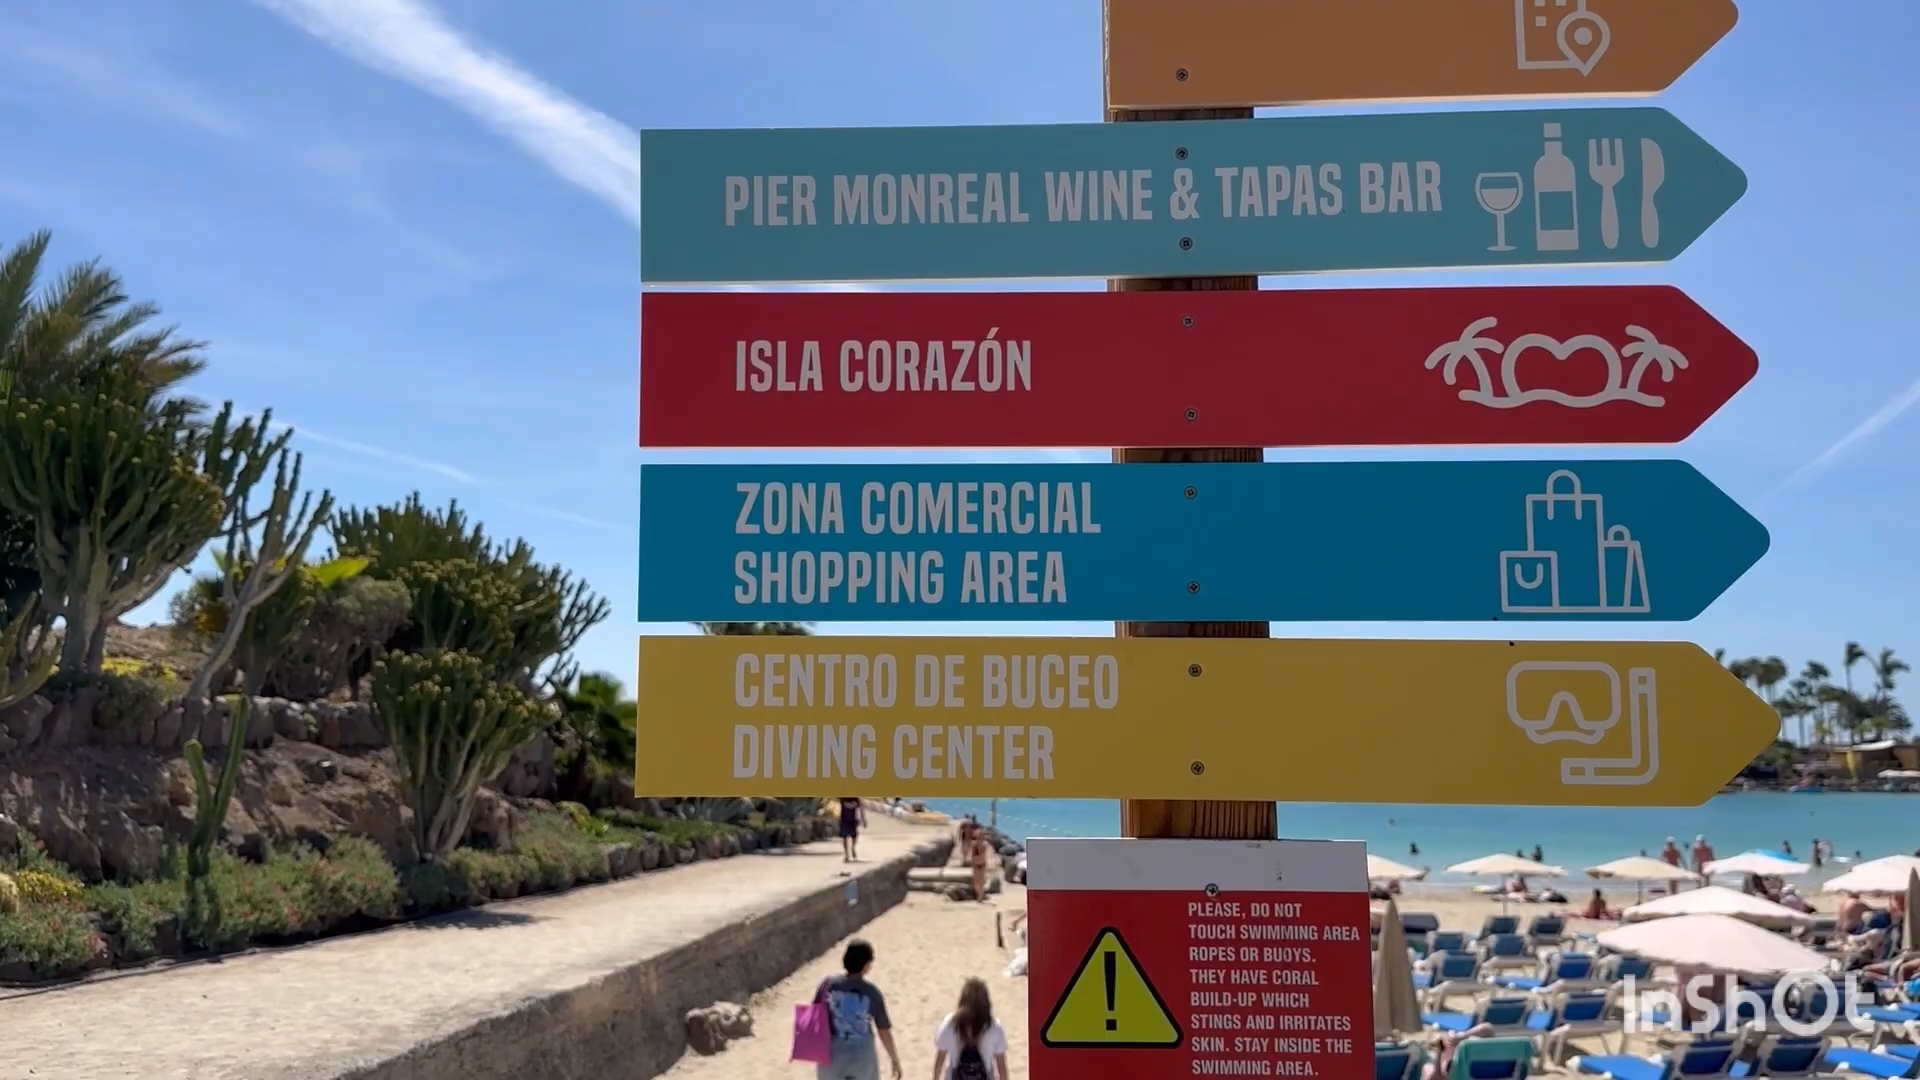 PIER MONREAL WINE & TAPAS BAR
ISLA CORAZÓN
ZONA COMERCIAL
SHOPPING AREA
CENTRO DE BUCEO
DIVING CENTER
PLEASE, DO NOT
TOUCH SWIMMING AREA
ROPES OR BUOYS.
THEY HAVE CORAL
BUILD-UP WHICH
STINGS AND IRRITATES
SKIN. STAY INSIDE THE
SWIMMING AREA.
InShOt